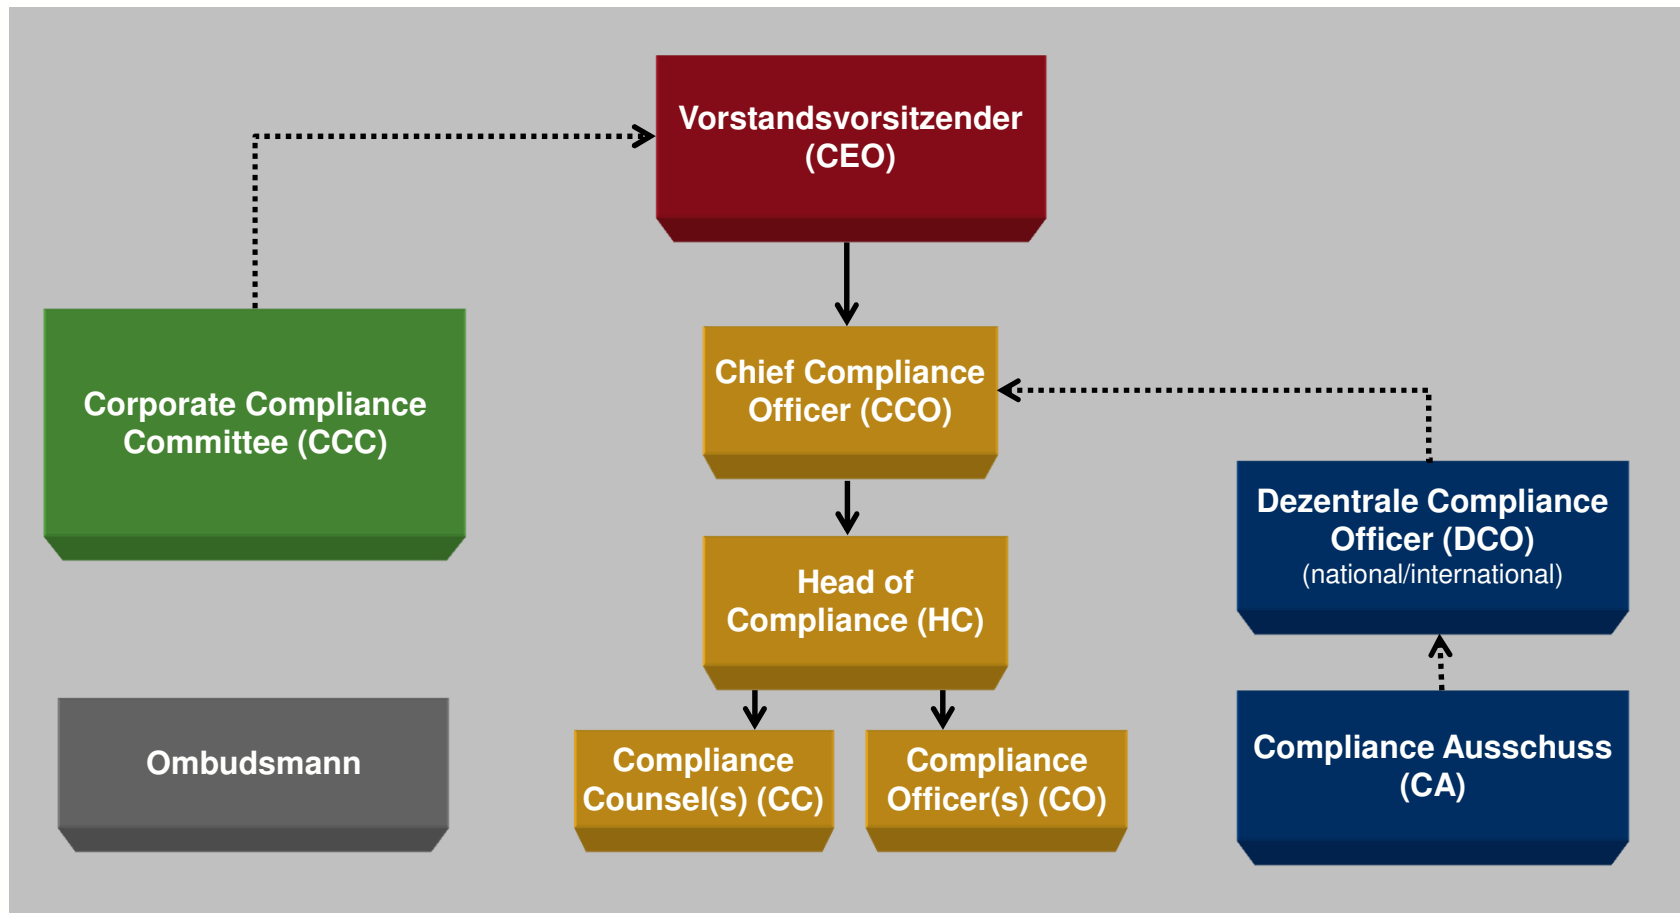 Vorstandsvorsitzender
(CEO)
Corporate Compliance
Committee (CCC)
Chief Compliance
Officer (CCO)
Dezentrale Compliance
Officer (DCO)
(national/international)
Head of
Compliance (HC)
Ombudsmann
Compliance
Counsel(s) (CC)
Compliance
Officer(s) (CO)
Compliance Ausschuss
(CA)